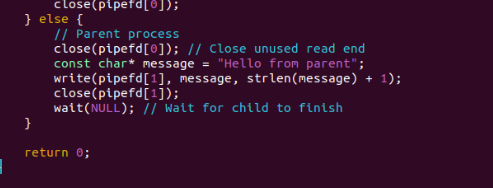 close(pipefd[0]);
} else {
// Parent process
close(pipefd[0]); // Close unused read end
const char* message = "Hello from parent";
write(pipefd[1], message, strlen(message) + 1);
close(pipefd[1]);
wait(NULL); // Wait for child to finish
}
return 0;